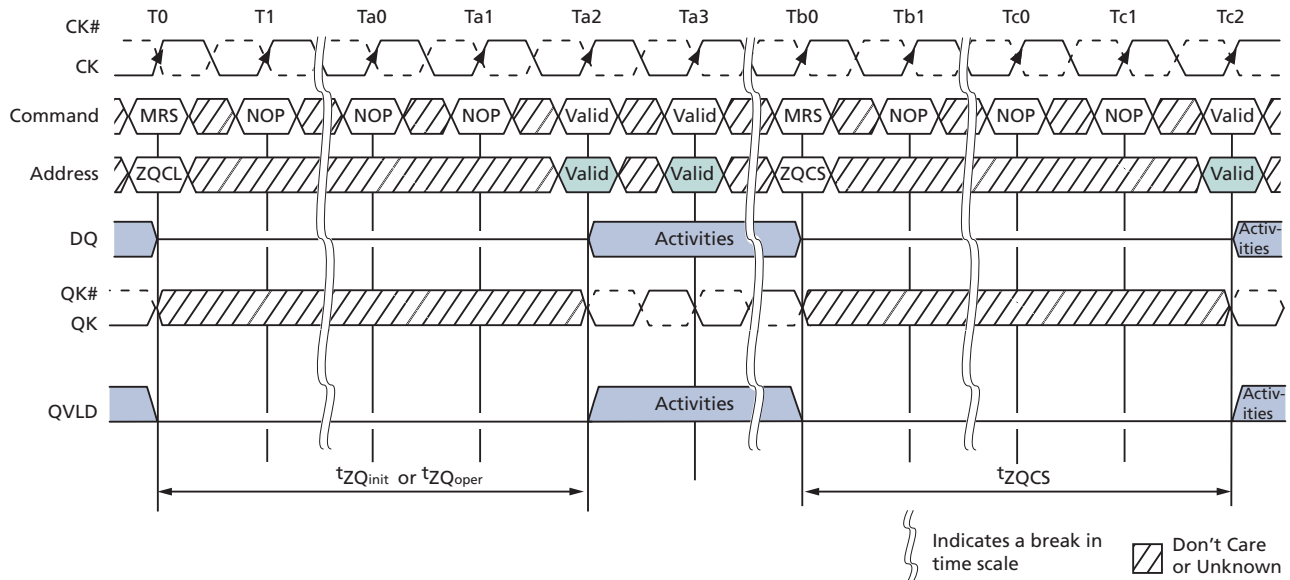 T0 T1 Ta0 Ta1 Ta2 Ta3 Tb0 Tb1 Tc0 Tc1 Tc2
CK#
CK
Command MRS NOP NOP NOP Valid Valid MRS NOP NOP NOP Valid
Address ZQCL Valid Valid ZQCS Valid
DQ Activities Activ-
ities
QK#
QK
QVLD Activities Activ-
ities
tZQinit or tZQoper tZQCS
Indicates a break in
time scale
Don't Care
or Unknown